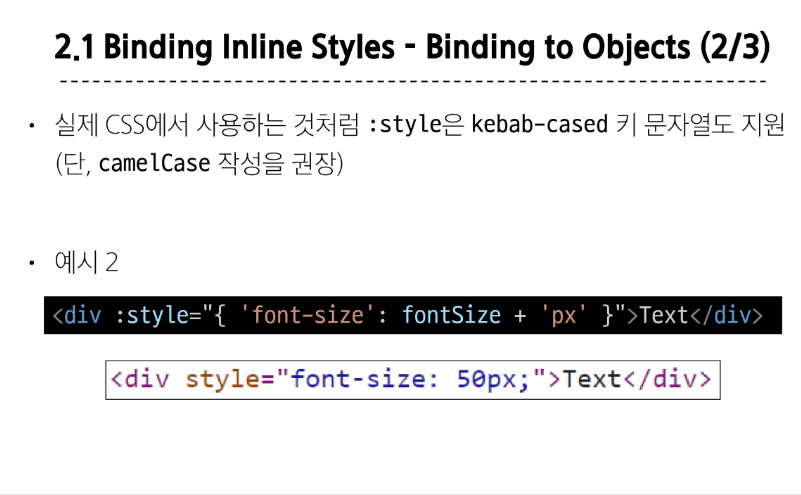 2.1 Binding Inline Styles - Binding to Objects (2/3)
• 실제 CSS에서 사용하는 것처럼 :style은 kebab-cased 키 문자열도 지원
(단, camelCase 작성을 권장)
• 예시 2
<div :style="{ 'font-size': fontSize + 'px' }">Text</div>
<div style="font-size: 50px;">Text</div>